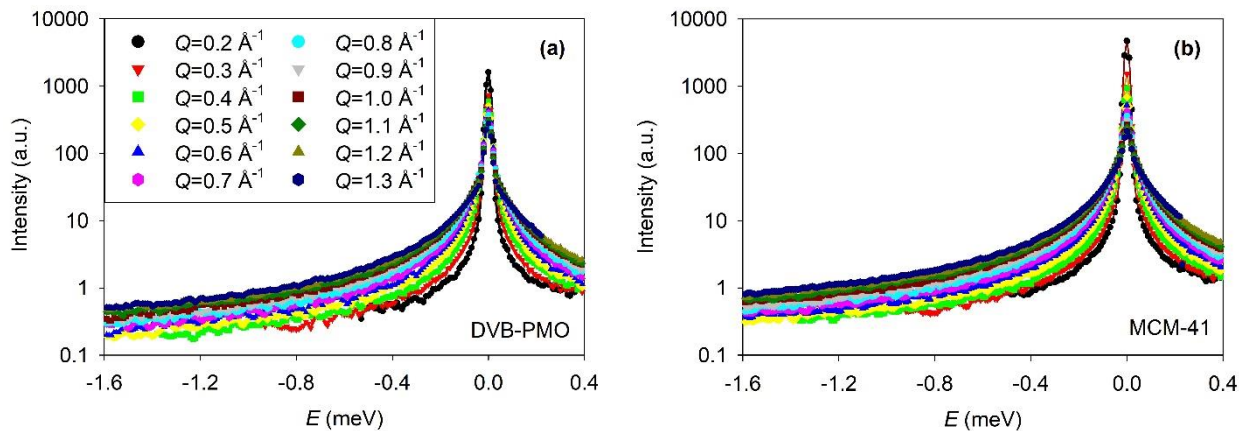 10000
1000
100
10
1
0.1
Intensity (a.u.)
Q=0.2 Å⁻¹ Q=0.8 Å⁻¹
Q=0.3 Å⁻¹ Q=0.9 Å⁻¹
Q=0.4 Å⁻¹ Q=1.0 Å⁻¹
Q=0.5 Å⁻¹ Q=1.1 Å⁻¹
Q=0.6 Å⁻¹ Q=1.2 Å⁻¹
Q=0.7 Å⁻¹ Q=1.3 Å⁻¹
(a)
DVB-PMO
-1.6 -1.2 -0.8 -0.4 0.0 0.4
E (meV)
10000
1000
100
10
1
0.1
Intensity (a.u.)
(b)
MCM-41
-1.6 -1.2 -0.8 -0.4 0.0 0.4
E (meV)